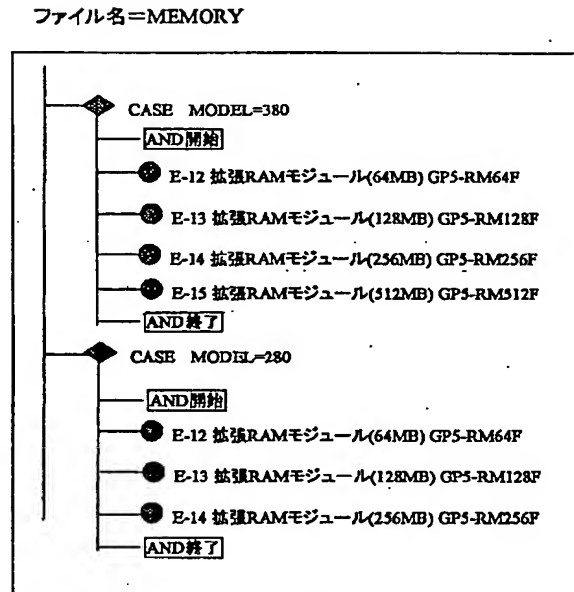 ファイル名＝MEMORY
CASE MODEL=380
AND開始
E-12 拡張RAMモジュール(64MB) GP5-RM64F
E-13 拡張RAMモジュール(128MB) GP5-RM128F
E-14 拡張RAMモジュール(256MB) GP5-RM256F
E-15 拡張RAMモジュール(512MB) GP5-RM512F
AND終了
CASE MODEL=280
AND開始
E-12 拡張RAMモジュール(64MB) GP5-RM64F
E-13 拡張RAMモジュール(128MB) GP5-RM128F
E-14 拡張RAMモジュール(256MB) GP5-RM256F
AND終了